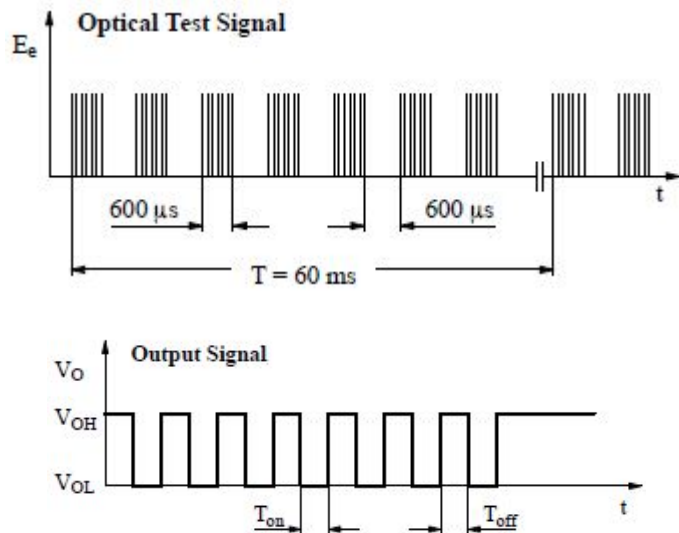 Optical Test Signal
Ee
600 μs
600 μs
t
T = 60 ms
Output Signal
VO
VOH
VOL
Ton
Toff
t